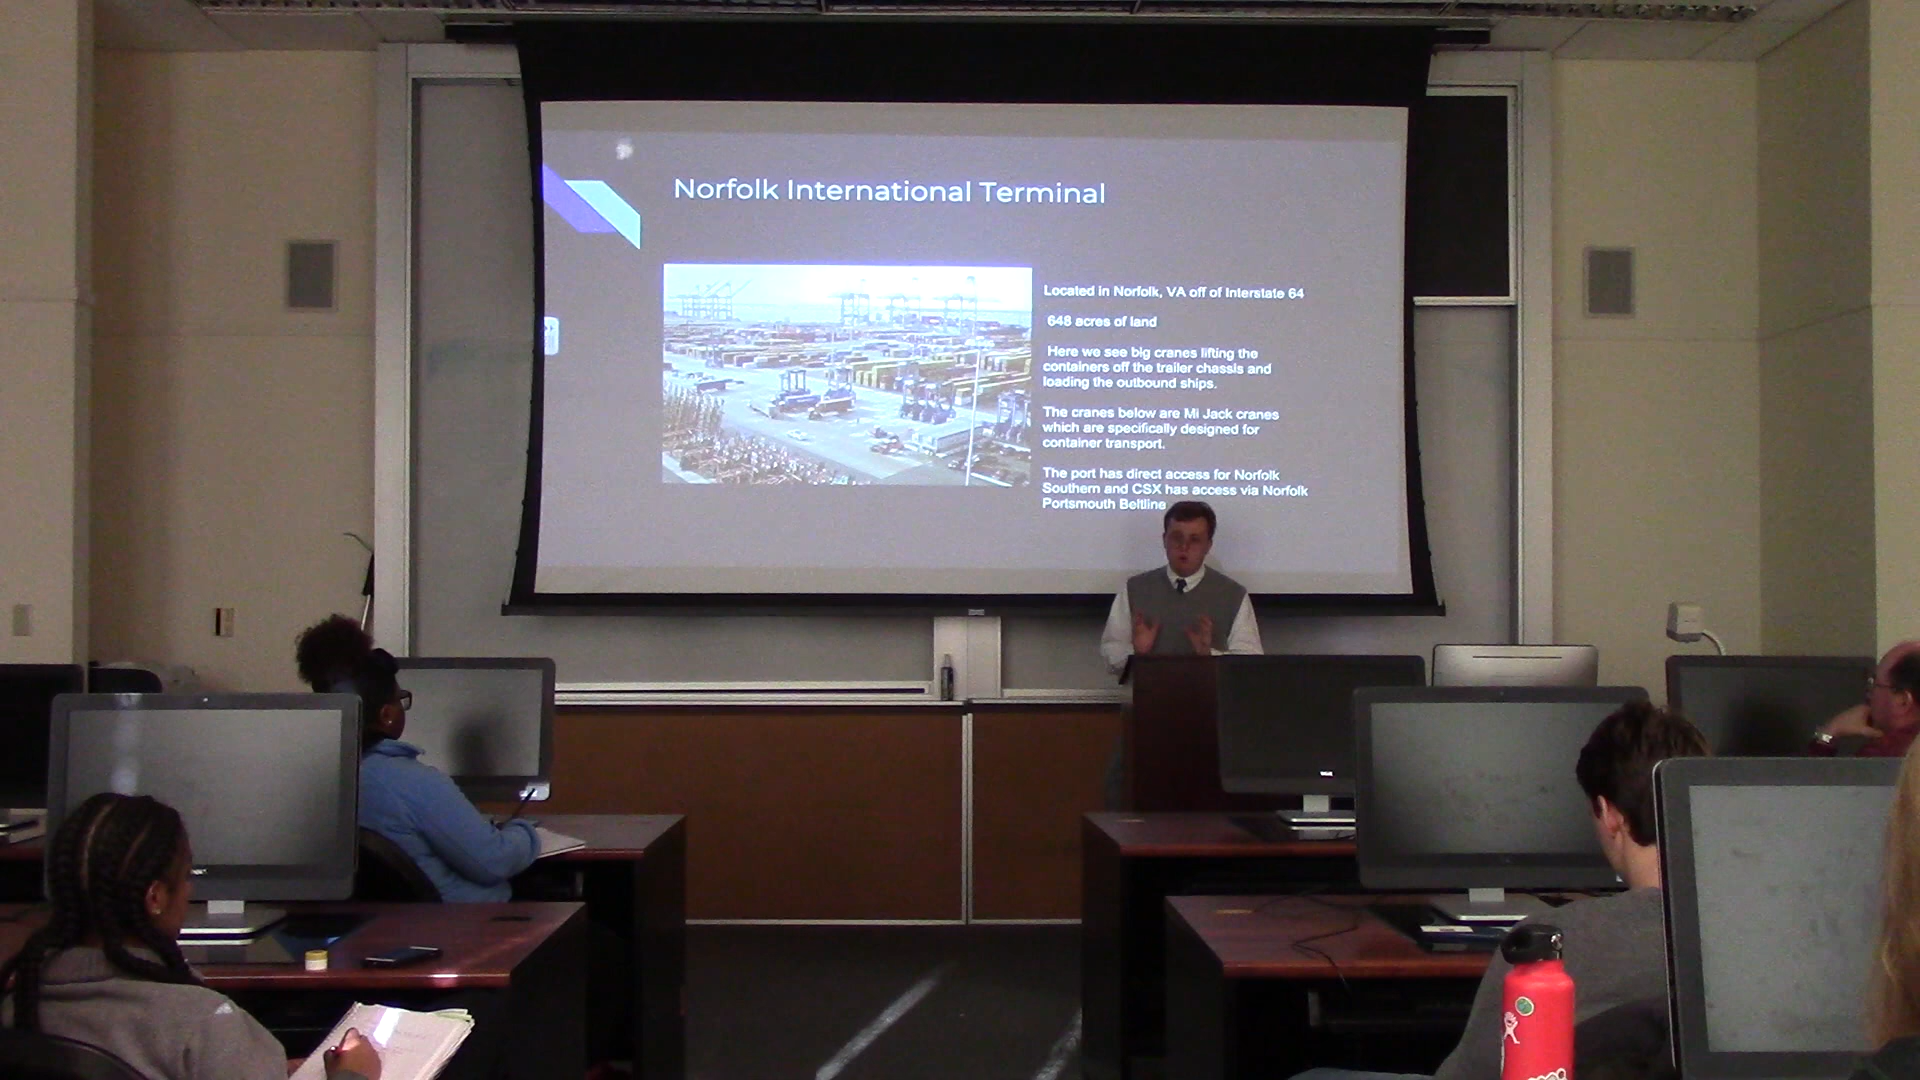 Norfolk International Terminal
Located in Norfolk, VA off of Interstate 64
648 acres of land
Here we see big cranes lifting the
containers off the trailer chassis and
loading the outbound ships.
The cranes below are Mi Jack cranes
which are specifically designed for
container transport.
The port has direct access for Norfolk
Southern and CSX has access via Norfolk
Portsmouth Beltline